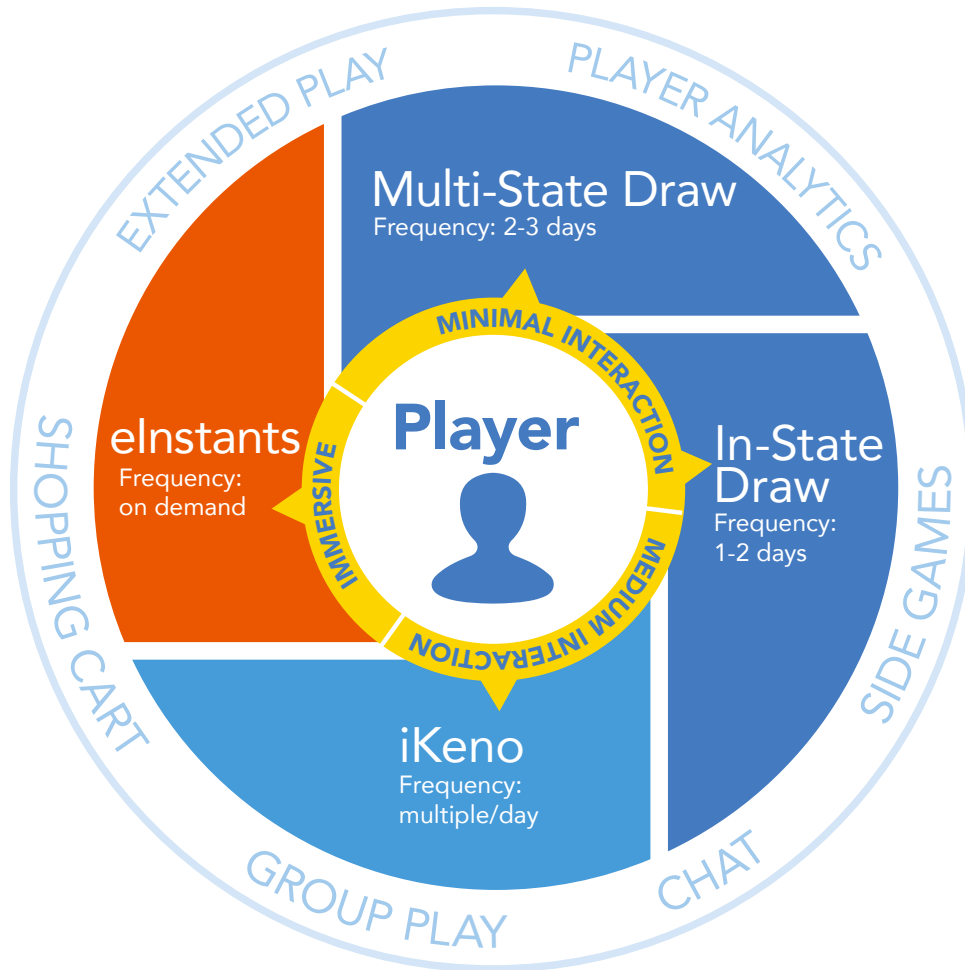 EXTENDED PLAY
PLAYER ANALYTICS
Multi-State Draw
Frequency: 2-3 days
MINIMAL INTERACTION
Player
eInstants
Frequency:
on demand
IMMERSIVE
In-State
Draw
Frequency:
1-2 days
MEDIUM INTERACTION
iKeno
Frequency:
multiple/day
SHOPPING CART
SIDE GAMES
GROUP PLAY
CHAT